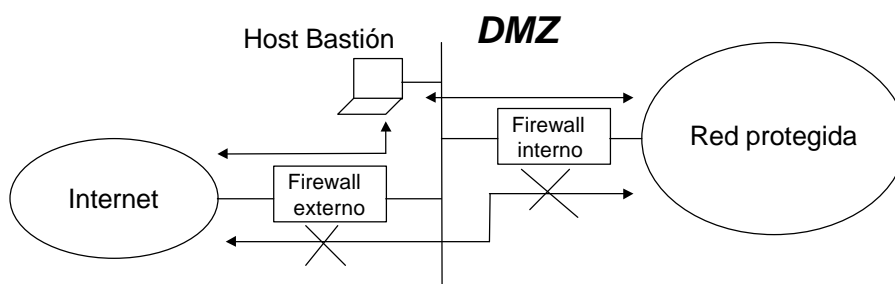 Host Bastión
DMZ
Firewall
interno
Red protegida
Internet
Firewall
externo